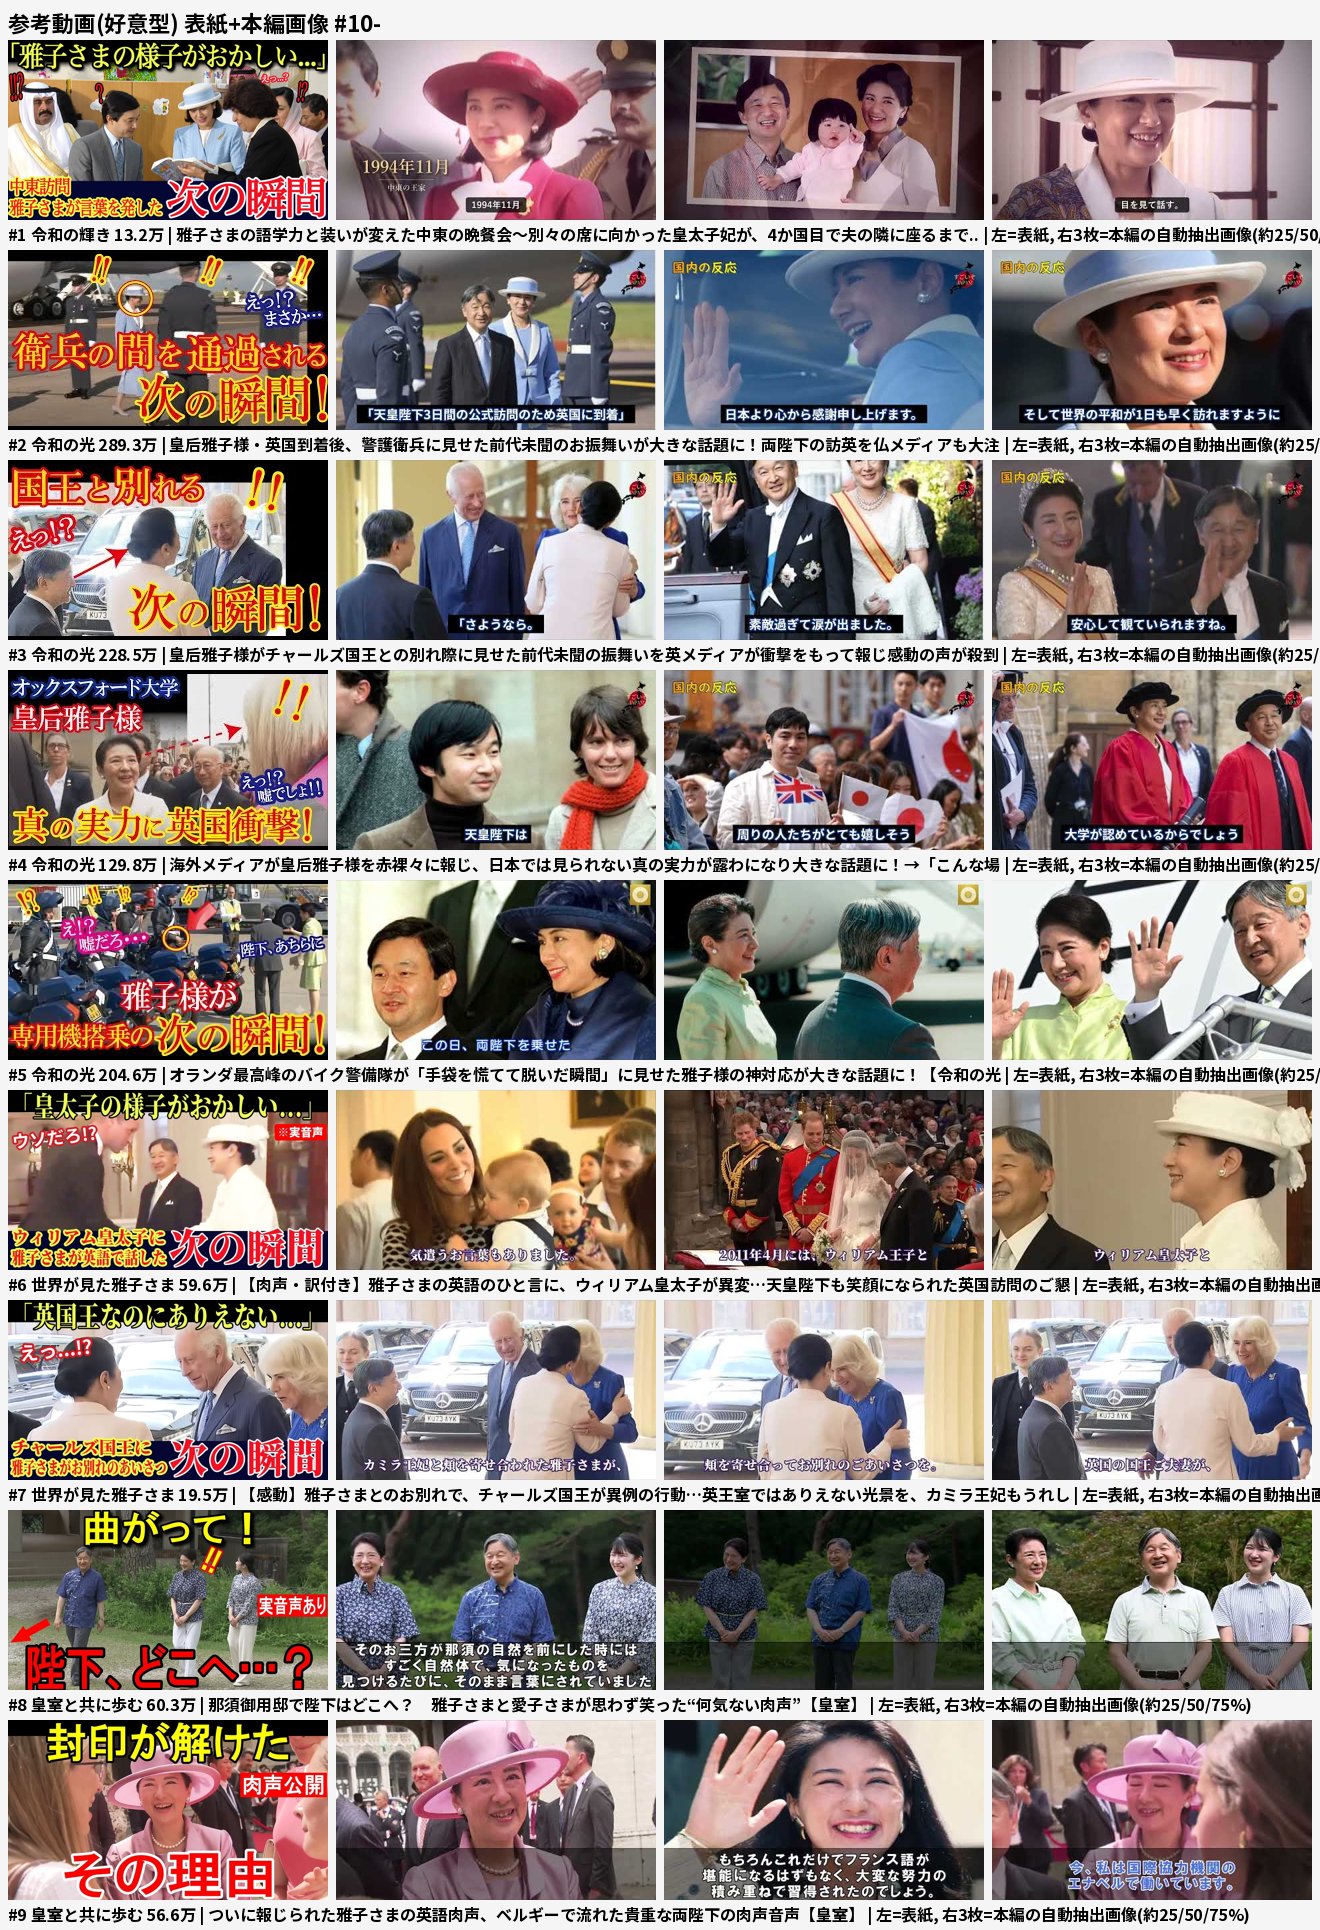 参考動画(好意型) 表紙+本編画像 #10-
「雅子さまの様子がおかしい…」
!?
?
えっ…?
!?
中東訪問
雅子さまが言葉を発した
次の瞬間
1994年11月
中東の王家
1994年11月
目を見て話す。
#1 令和の輝き 13.2万 | 雅子さまの語学力と装いが変えた中東の晩餐会〜別々の席に向かった皇太子妃が、4か国目で夫の隣に座るまで.. | 左=表紙, 右3枚=本編の自動抽出画像(約25/50/
!!
!!
!!
えっ!?
まさか…
衛兵の間を通過される
次の瞬間!
「天皇陛下3日間の公式訪問のため英国に到着」
国内の反応
日本より心から感謝申し上げます。
国内の反応
そして世界の平和が1日も早く訪れますように
#2 令和の光 289.3万 | 皇后雅子様・英国到着後、警護衛兵に見せた前代未聞のお振舞いが大きな話題に！両陛下の訪英を仏メディアも大注 | 左=表紙, 右3枚=本編の自動抽出画像(約25/
国王と別れる
!!
えっ!?
次の瞬間!
KU73
「さようなら。
国内の反応
素敵過ぎて涙が出ました。
国内の反応
安心して観ていられますね。
#3 令和の光 228.5万 | 皇后雅子様がチャールズ国王との別れ際に見せた前代未聞の振舞いを英メディアが衝撃をもって報じ感動の声が殺到 | 左=表紙, 右3枚=本編の自動抽出画像(約25/
オックスフォード大学
皇后雅子様
!!
えっ!?
嘘でしょ!!
真の実力に英国衝撃!
天皇陛下は
国内の反応
周りの人たちがとても嬉しそう
国内の反応
大学が認めているからでしょう
#4 令和の光 129.8万 | 海外メディアが皇后雅子様を赤裸々に報じ、日本では見られない真の実力が露わになり大きな話題に！→「こんな場 | 左=表紙, 右3枚=本編の自動抽出画像(約25/
!?
!!
!?
!?
え!?
嘘だろ・・・
陛下、あちらに
雅子様が
専用機搭乗の次の瞬間!
この日、両陛下を乗せた
#5 令和の光 204.6万 | オランダ最高峰のバイク警備隊が「手袋を慌てて脱いだ瞬間」に見せた雅子様の神対応が大きな話題に！【令和の光 | 左=表紙, 右3枚=本編の自動抽出画像(約25/
「皇太子の様子がおかしい…」
ウソだろ!?
※実音声
ウィリアム皇太子に
雅子さまが英語で話した
次の瞬間
気遣うお言葉もありました。
2011年4月には、ウィリアム王子と
ウィリアム皇太子と
#6 世界が見た雅子さま 59.6万 | 【肉声・訳付き】雅子さまの英語のひと言に、ウィリアム皇太子が異変…天皇陛下も笑顔になられた英国訪問のご懇 | 左=表紙, 右3枚=本編の自動抽出画
「英国王なのにありえない…」
えっ…!?
チャールズ国王に
雅子さまがお別れのあいさつ
次の瞬間
KU73 AYK
カミラ王妃と頬を寄せ合われた雅子さまが、
KU73 AYK
頬を寄せ合ってお別れのごあいさつを。
KU73 AYK
英国の国王ご夫妻が、
#7 世界が見た雅子さま 19.5万 | 【感動】雅子さまとのお別れで、チャールズ国王が異例の行動…英王室ではありえない光景を、カミラ王妃もうれし | 左=表紙, 右3枚=本編の自動抽出画
曲がって！
!!
実音声あり
陛下、どこへ…？
そのお三方が那須の自然を前にした時には
すごく自然体で、気になったものを
見つけるたびに、そのまま言葉にされていました
#8 皇室と共に歩む 60.3万 | 那須御用邸で陛下はどこへ？　雅子さまと愛子さまが思わず笑った“何気ない肉声”【皇室】 | 左=表紙, 右3枚=本編の自動抽出画像(約25/50/75%)
封印が解けた
肉声公開
その理由
もちろんこれだけでフランス語が
堪能になるはずもなく、大変な努力の
積み重ねで習得されたのでしょう。
今、私は国際協力機関の
エナベルで働いています。
#9 皇室と共に歩む 56.6万 | ついに報じられた雅子さまの英語肉声、ベルギーで流れた貴重な両陛下の肉声音声【皇室】 | 左=表紙, 右3枚=本編の自動抽出画像(約25/50/75%)